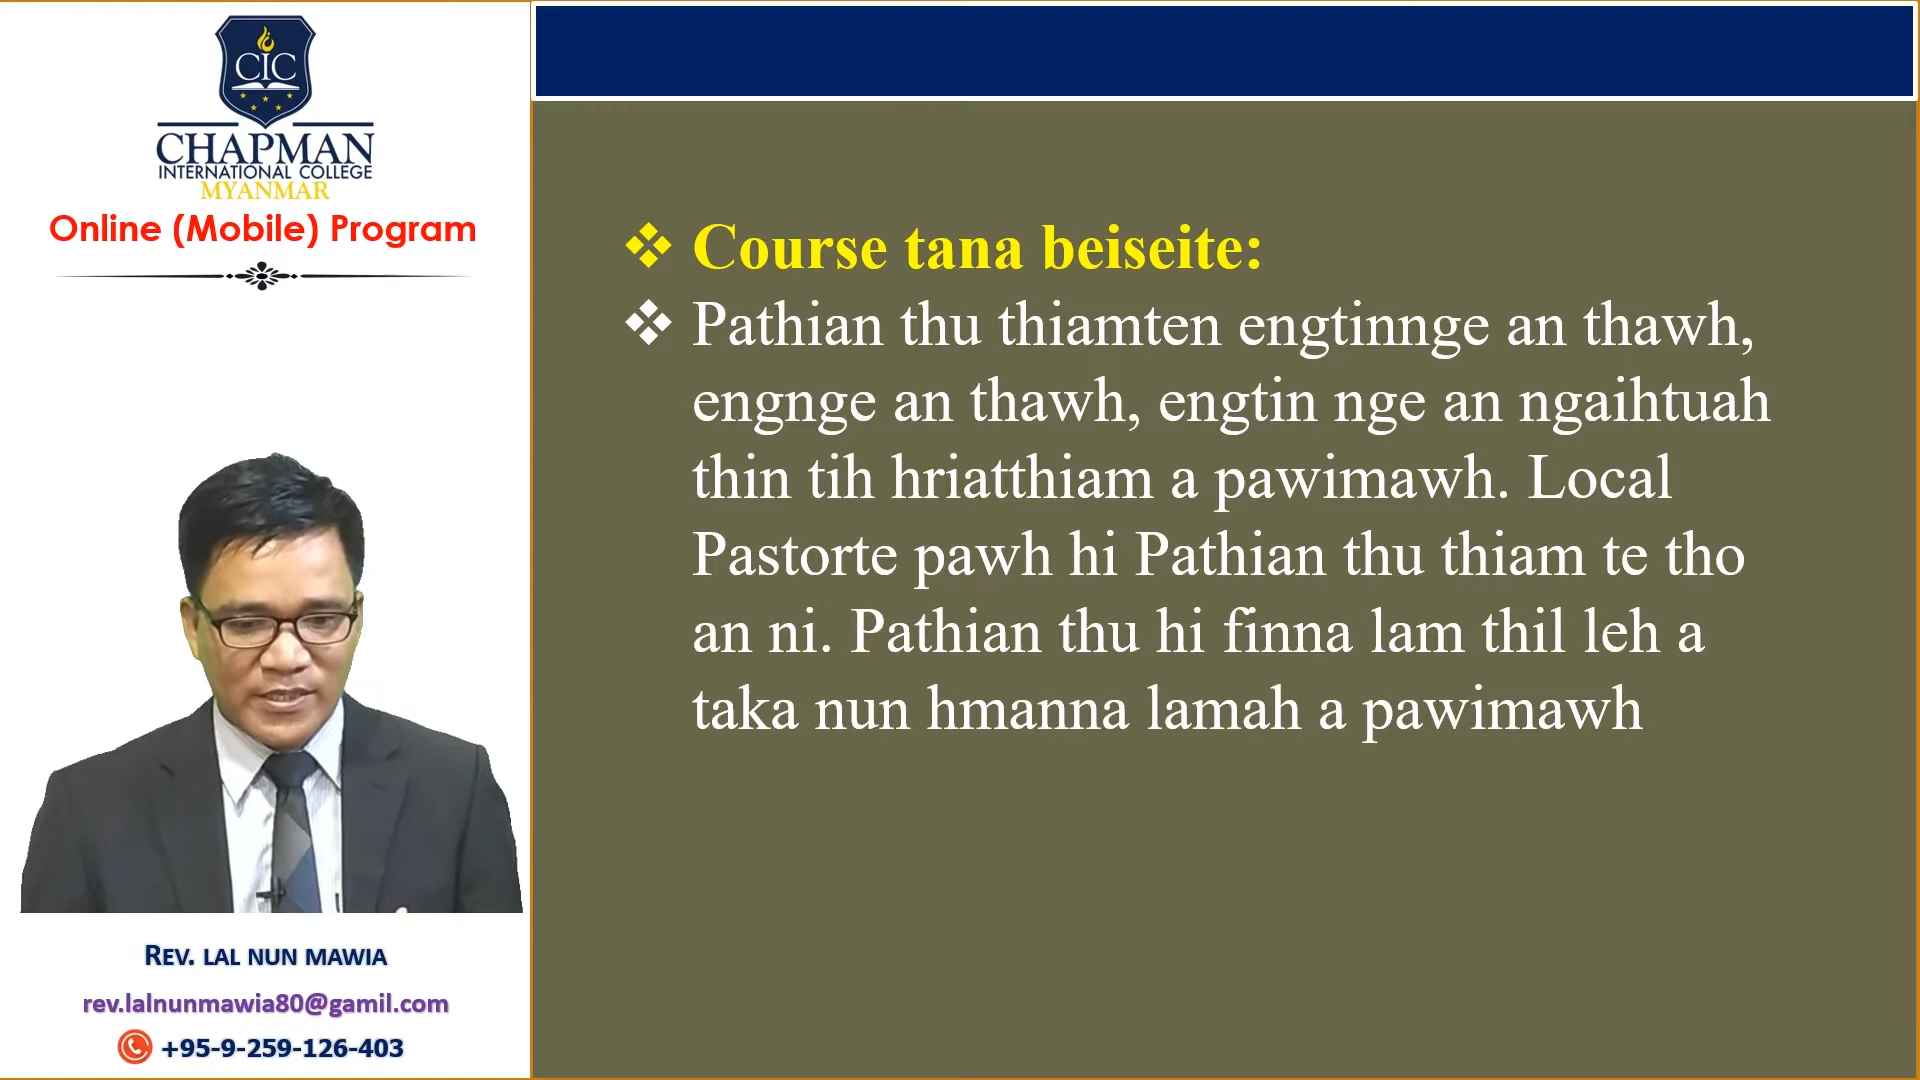 CIC
CHAPMAN
INTERNATIONAL COLLEGE
MYANMAR
Online (Mobile) Program
REV. LAL NUN MAWIA
rev.lalnunmawia80@gamil.com
+95-9-259-126-403
❖ Course tana beiseite:
❖ Pathian thu thiamten engtinnge an thawh,
engnge an thawh, engtin nge an ngaihtuah
thin tih hriatthiam a pawimawh. Local
Pastorte pawh hi Pathian thu thiam te tho
an ni. Pathian thu hi finna lam thil leh a
taka nun hmanna lamah a pawimawh